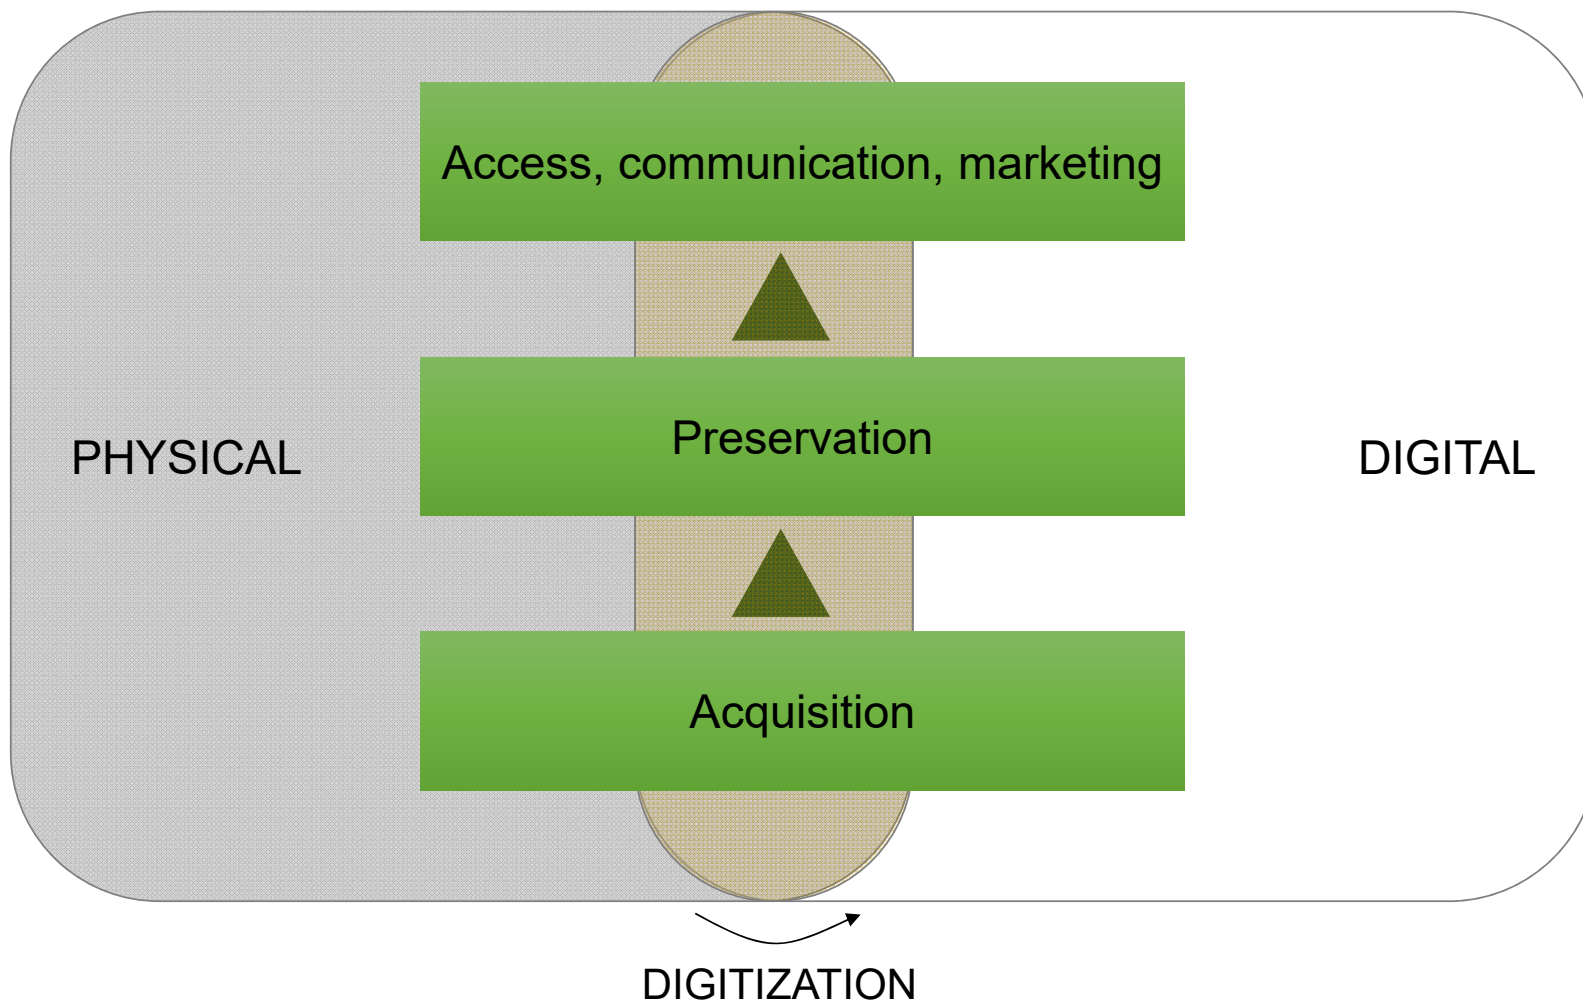 Access, communication, marketing
Preservation
PHYSICAL
DIGITAL
Acquisition
DIGITIZATION